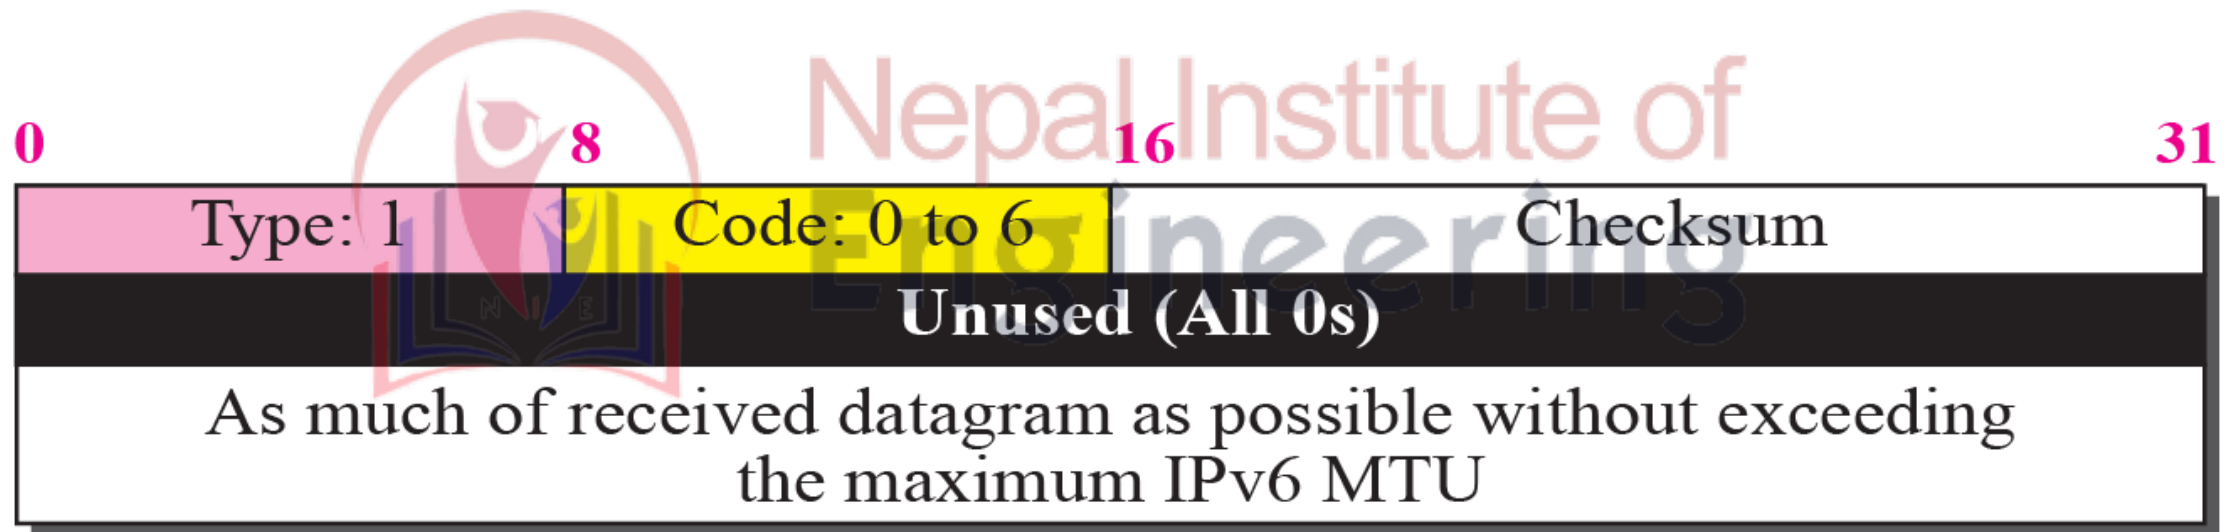 Nepal Institute of
Engineering
0 8 16 31
Type: 1 Code: 0 to 6 Checksum
N I E
Unused (All 0s)
As much of received datagram as possible without exceeding
the maximum IPv6 MTU